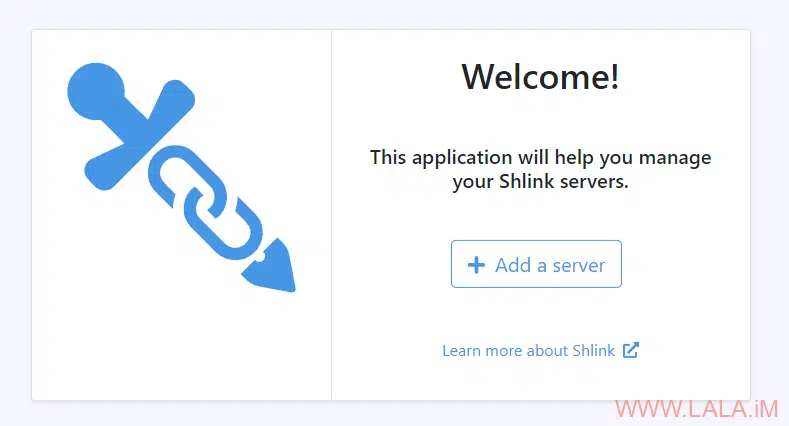 Welcome!
This application will help you manage
your Shlink servers.
Add a server
Learn more about Shlink
WWW.LALA.iM